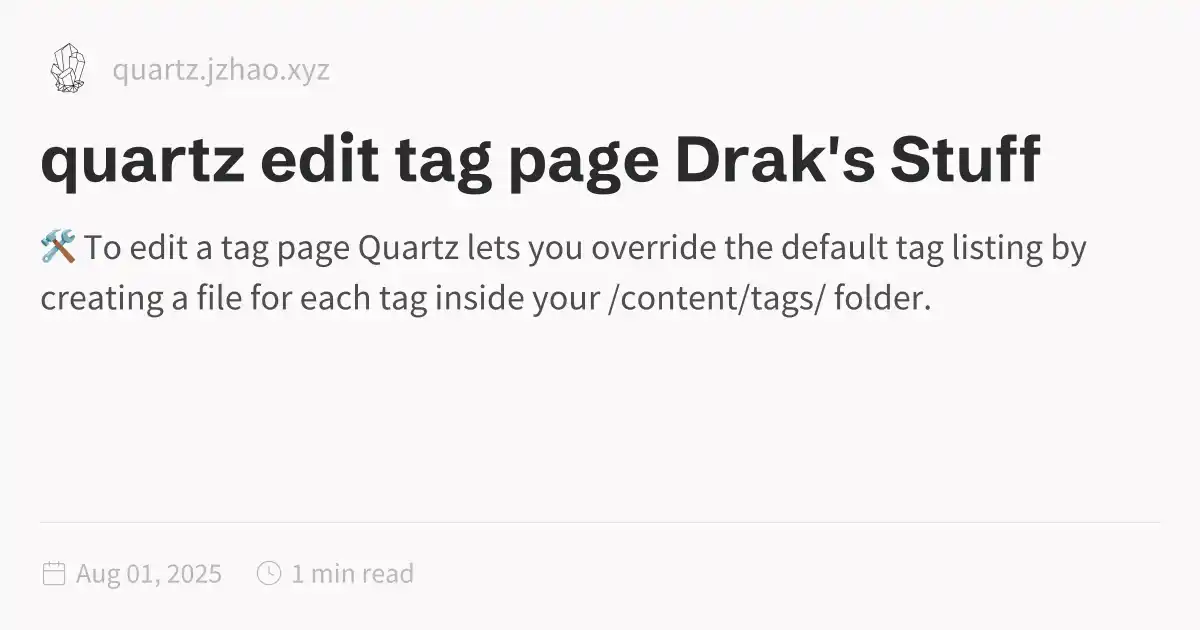 quartz.jzhao.xyz
quartz edit tag page Drak's Stuff
🛠️ To edit a tag page Quartz lets you override the default tag listing by
creating a file for each tag inside your /content/tags/ folder.
Aug 01, 2025 1 min read